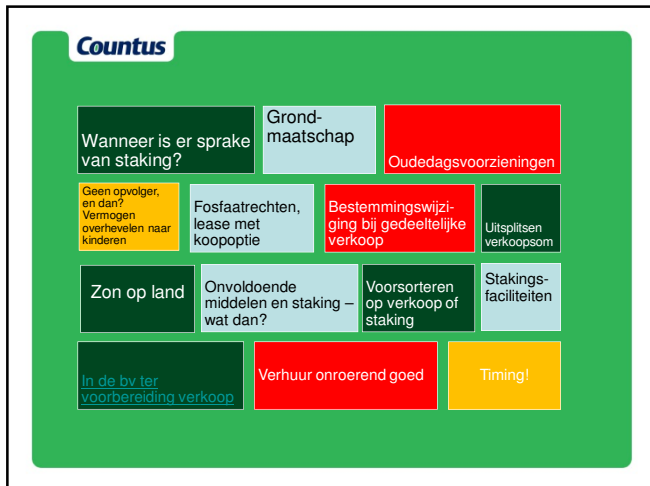 Countus
Wanneer is er sprake
van staking?
Grond-
maatschap
Oudedagsvoorzieningen
Geen opvolger,
en dan?
Vermogen
overhevelen naar
kinderen
Fosfaatrechten,
lease met
koopoptie
Bestemmingswijzi-
ging bij gedeeltelijke
verkoop
Uitsplitsen
verkoopsom
Zon op land
Onvoldoende
middelen en staking –
wat dan?
Voorsorteren
op verkoop of
staking
Stakings-
faciliteiten
In de bv ter
voorbereiding verkoop
Verhuur onroerend goed
Timing!